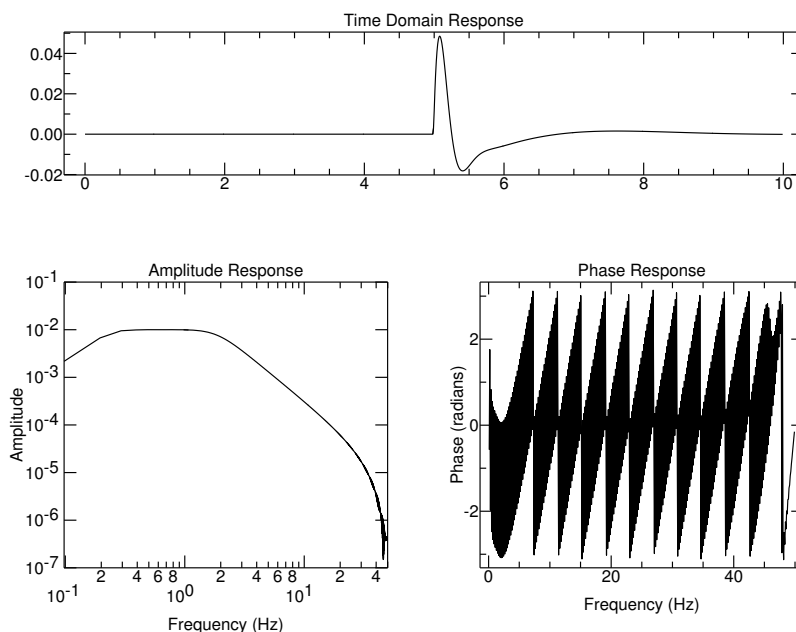 Time Domain Response
0.04
0.02
0.00
-0.02
0 2 4 6 8 10
Amplitude Response
10-1
10-2
10-3
10-4
10-5
10-6
10-7
Amplitude
2 4 6 8 2 4 6 8 2 4
10-1 100 101
Frequency (Hz)
Phase Response
2
0
-2
Phase (radians)
0 20 40
Frequency (Hz)